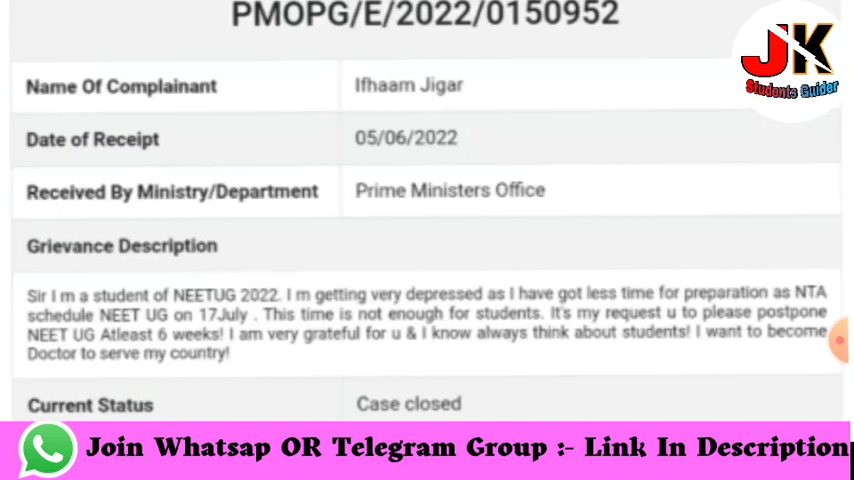 PMOPG/E/2022/0150952
JK
Students Guider
Name Of Complainant Ifhaam Jigar
Date of Receipt 05/06/2022
Received By Ministry/Department Prime Ministers Office
Grievance Description
Sir I m a student of NEETUG 2022. I m getting very depressed as I have got less time for preparation as NTA
schedule NEET UG on 17July . This time is not enough for students. It's my request u to please postpone
NEET UG Atleast 6 weeks! I am very grateful for u & I know always think about students! I want to become
Doctor to serve my country!
Current Status Case closed
Join Whatsap OR Telegram Group :- Link In Description